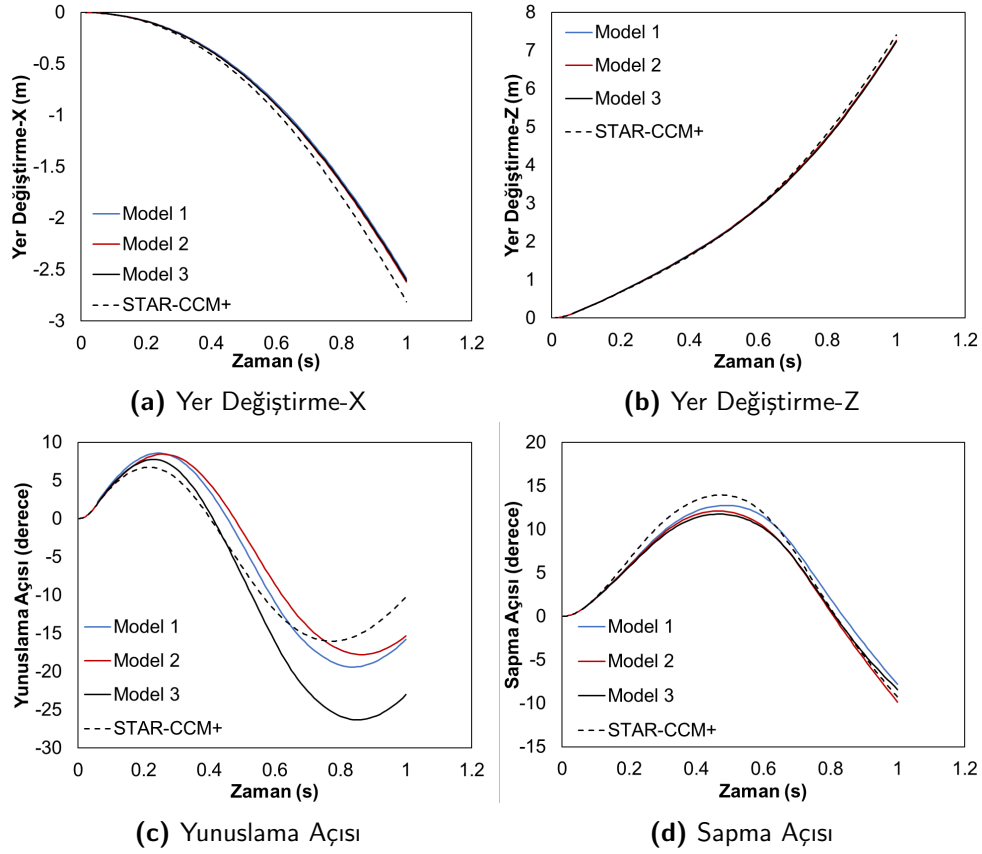 0
-0.5
-1
-1.5
-2
-2.5
-3
Yer Değiştirme-X (m)
Model 1
Model 2
Model 3
STAR-CCM+
0 0.2 0.4 0.6 0.8 1 1.2
Zaman (s)
(a) Yer Değiştirme-X
8
7
6
5
4
3
2
1
0
Yer Değiştirme-Z (m)
Model 1
Model 2
Model 3
STAR-CCM+
0 0.2 0.4 0.6 0.8 1 1.2
Zaman (s)
(b) Yer Değiştirme-Z
10
5
0
-5
-10
-15
-20
-25
-30
Yunuslama Açısı (derece)
Model 1
Model 2
Model 3
STAR-CCM+
0 0.2 0.4 0.6 0.8 1 1.2
Zaman (s)
(c) Yunuslama Açısı
20
15
10
5
0
-5
-10
-15
Sapma Açısı (derece)
Model 1
Model 2
Model 3
STAR-CCM+
0 0.2 0.4 0.6 0.8 1 1.2
Zaman (s)
(d) Sapma Açısı